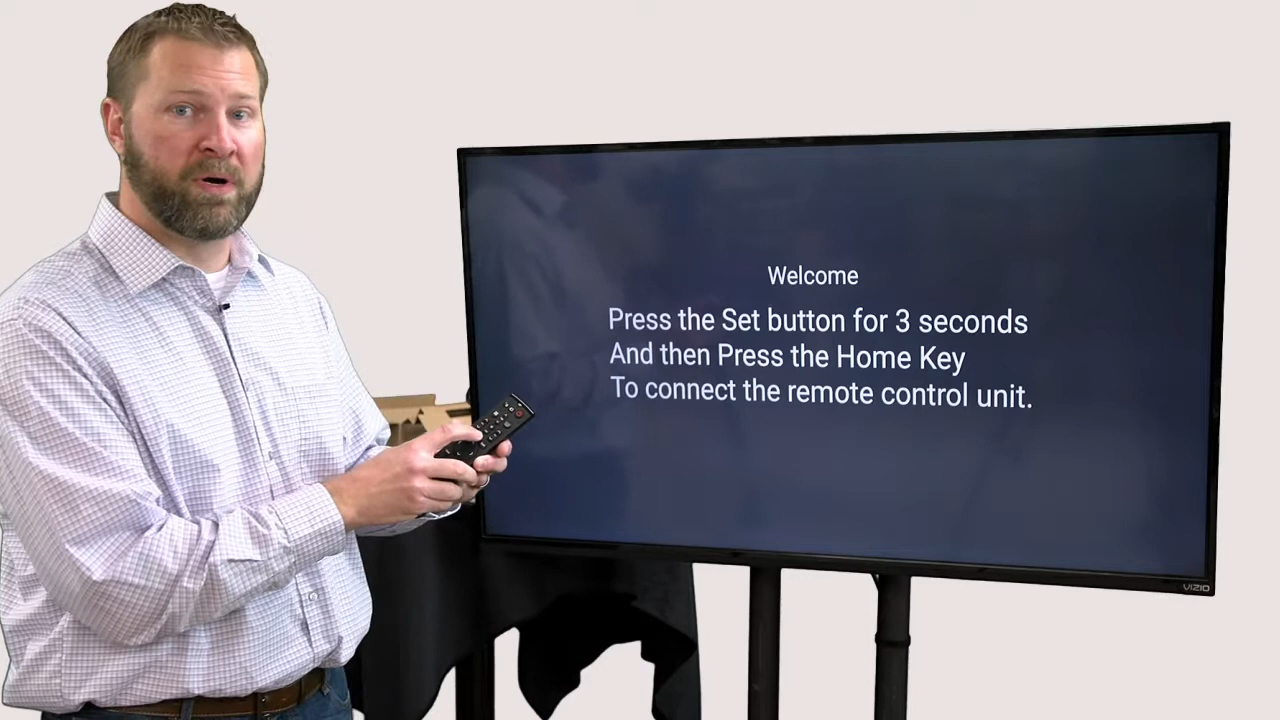 Welcome
Press the Set button for 3 seconds
And then Press the Home Key
To connect the remote control unit.
VIZIO